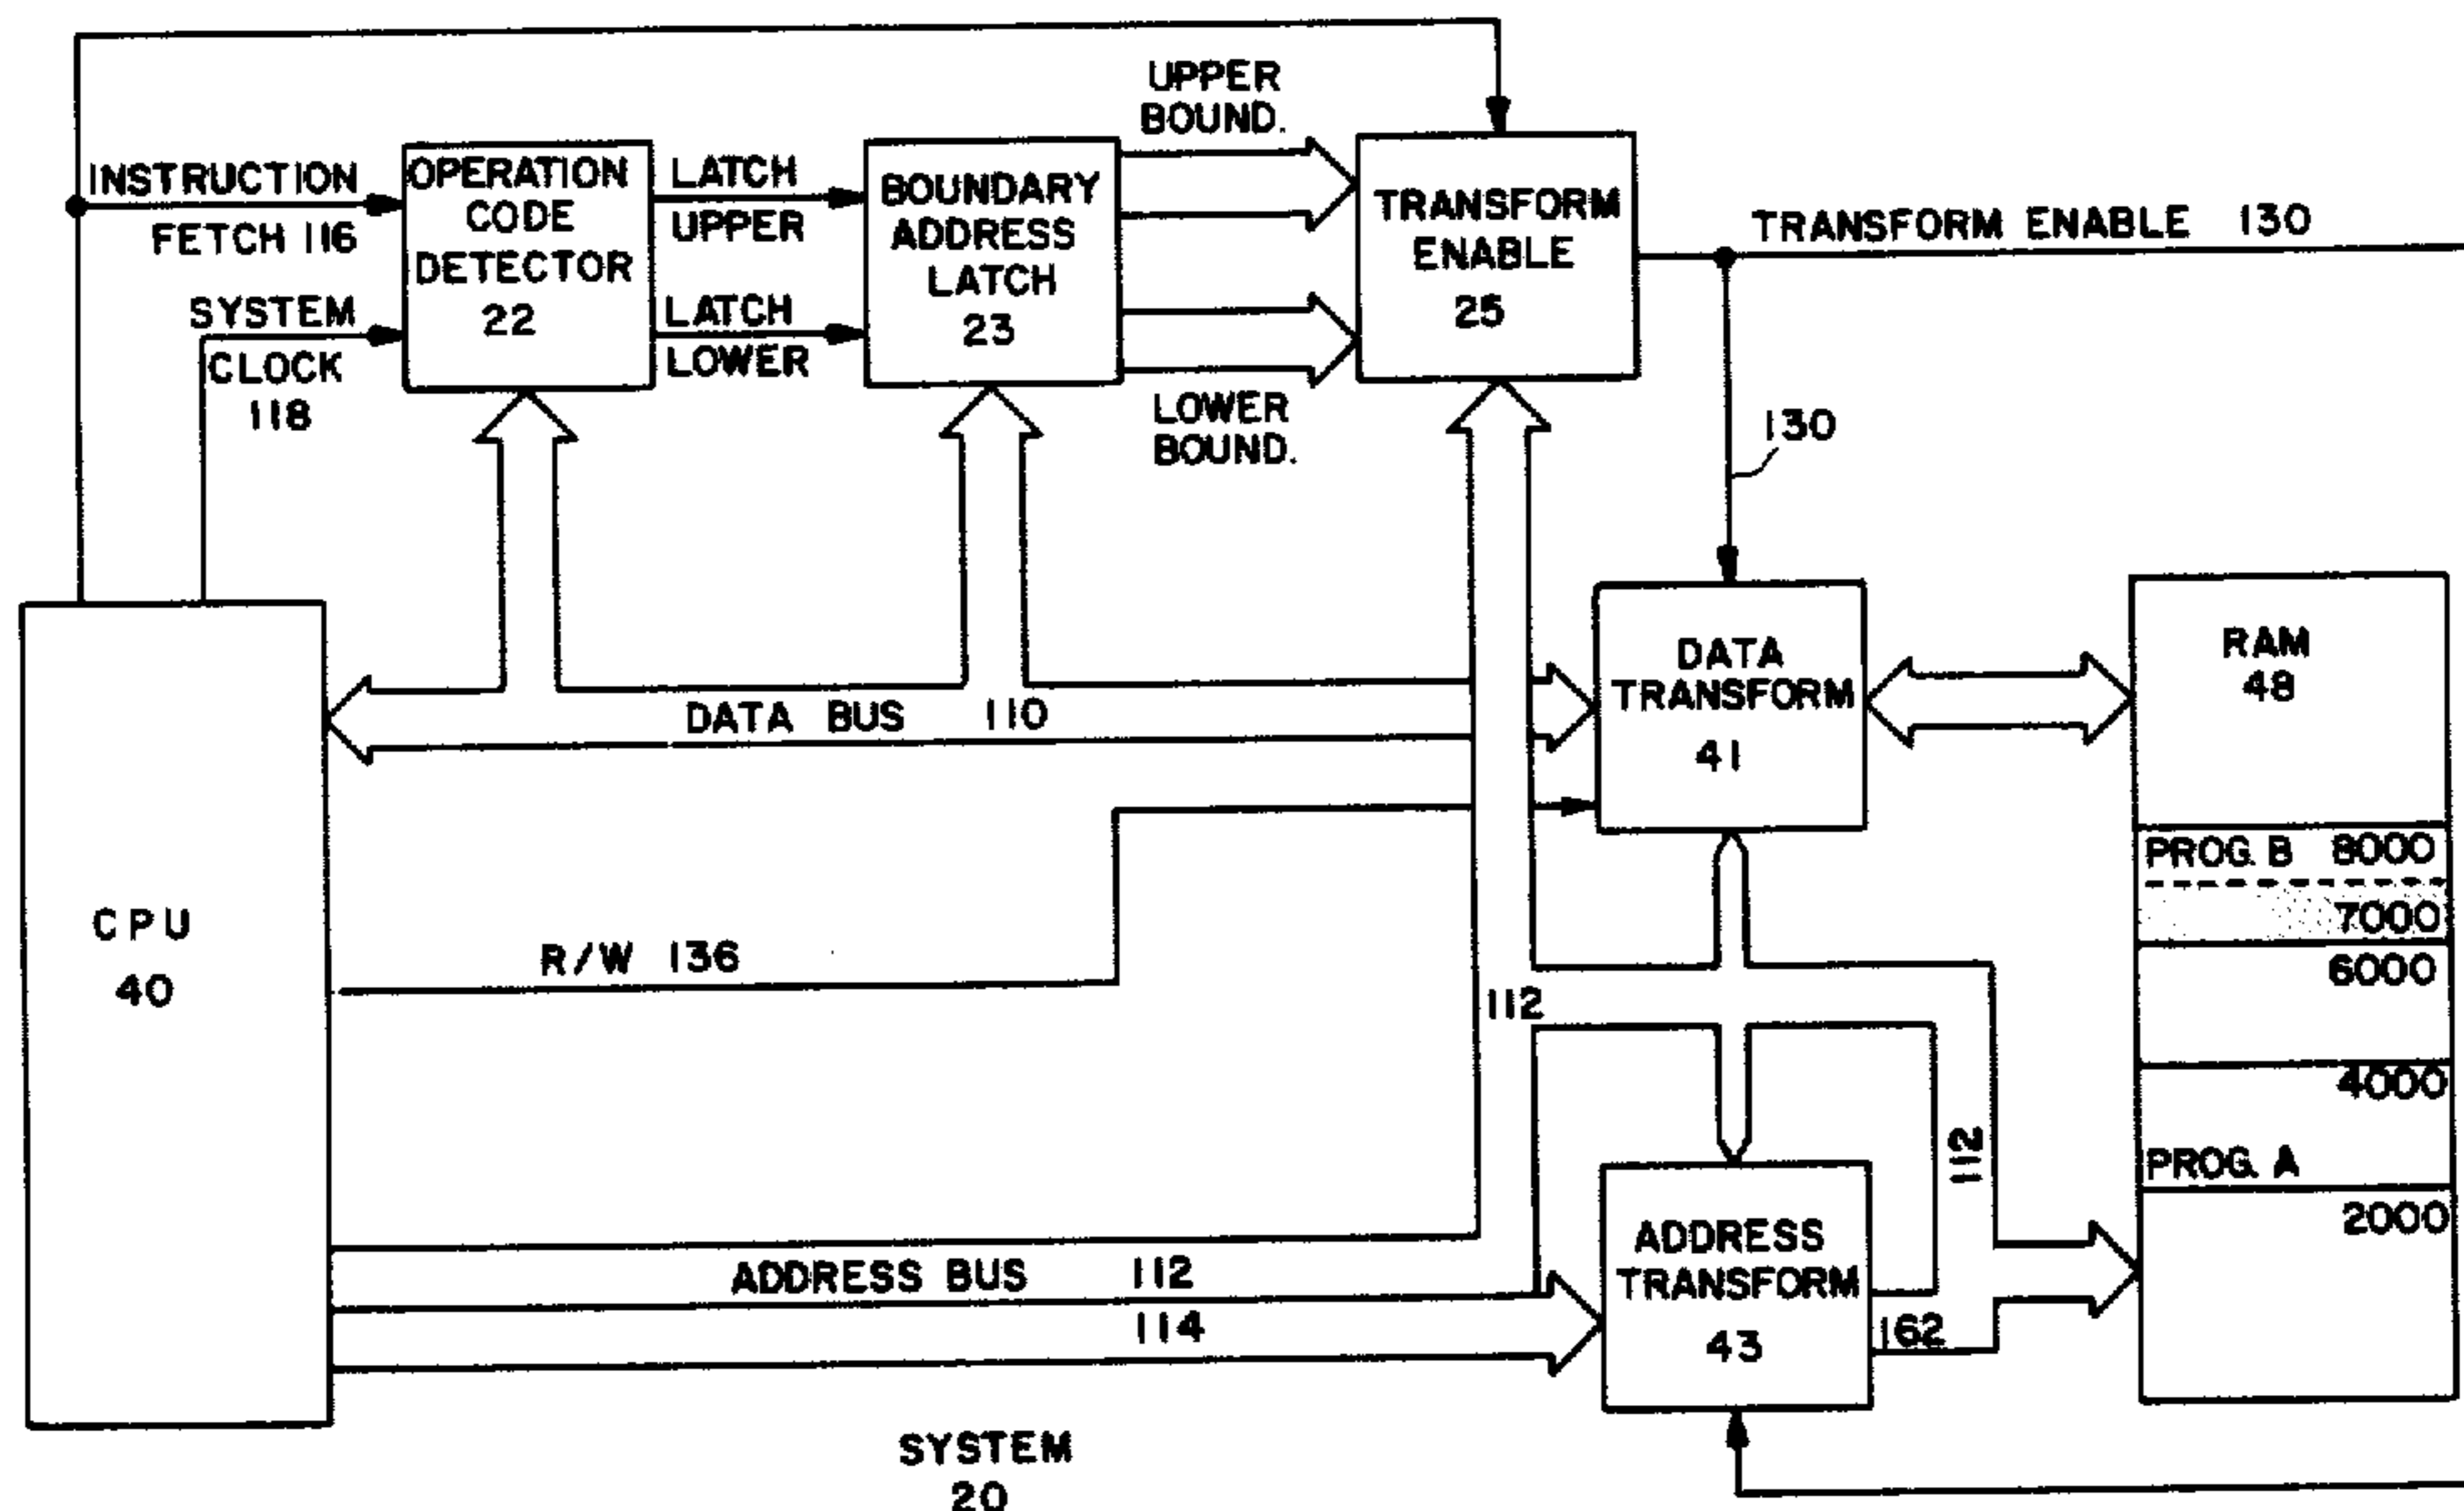 UPPER
BOUND.
INSTRUCTION
FETCH 116
SYSTEM
CLOCK
118
OPERATION
CODE
DETECTOR
22
LATCH
UPPER
LATCH
LOWER
BOUNDARY
ADDRESS
LATCH
23
LOWER
BOUND.
TRANSFORM
ENABLE
25
TRANSFORM ENABLE 130
130
DATA BUS 110
DATA
TRANSFORM
41
RAM
48
PROG. B 8000
7000
6000
4000
PROG. A
2000
CPU
40
R/W 136
112
112
ADDRESS BUS 112
114
ADDRESS
TRANSFORM
43
162
SYSTEM
20